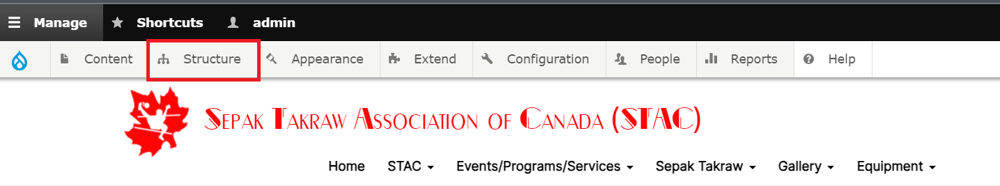 Manage Shortcuts admin
Content Structure Appearance Extend Configuration People Reports Help
SEPAK TAKRAW ASSOCIATION OF CANADA (STAC)
Home STAC Events/Programs/Services Sepak Takraw Gallery Equipment